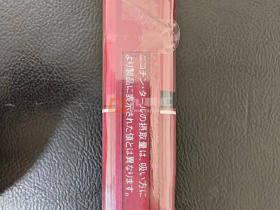 ニコチン・タールの摂取量は、吸い方に
より製品に表示された値とは異なります。